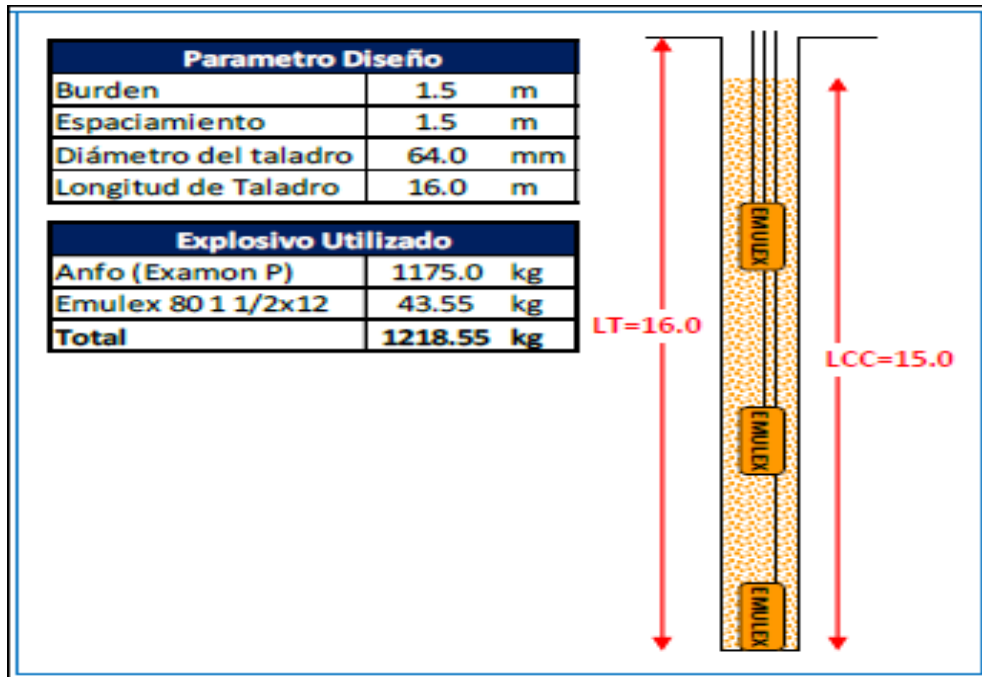 Parametro Diseño
Burden 1.5 m
Espaciamiento 1.5 m
Diámetro del taladro 64.0 mm
Longitud de Taladro 16.0 m
Explosivo Utilizado
Anfo (Examon P) 1175.0 kg
Emulex 80 1 1/2x12 43.55 kg
Total 1218.55 kg
LT=16.0
EMULEX
EMULEX
EMULEX
LCC=15.0